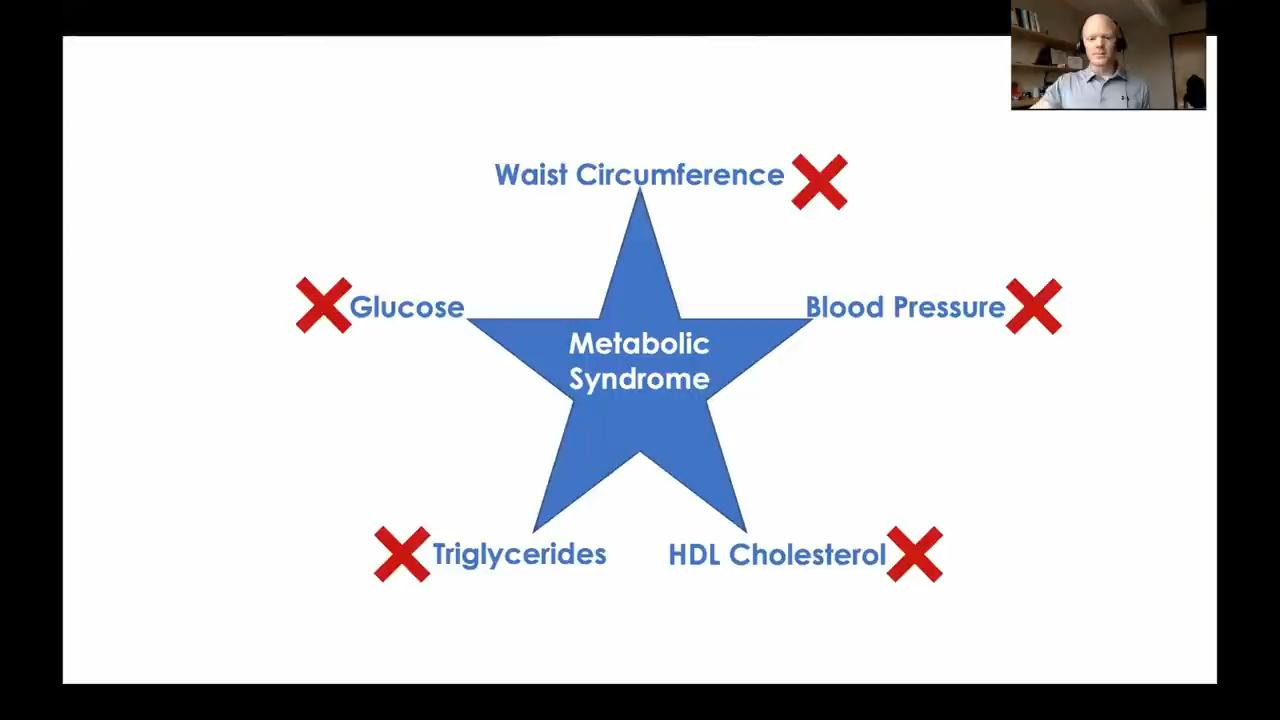 Waist Circumference
Glucose
Blood Pressure
Metabolic
Syndrome
Triglycerides
HDL Cholesterol